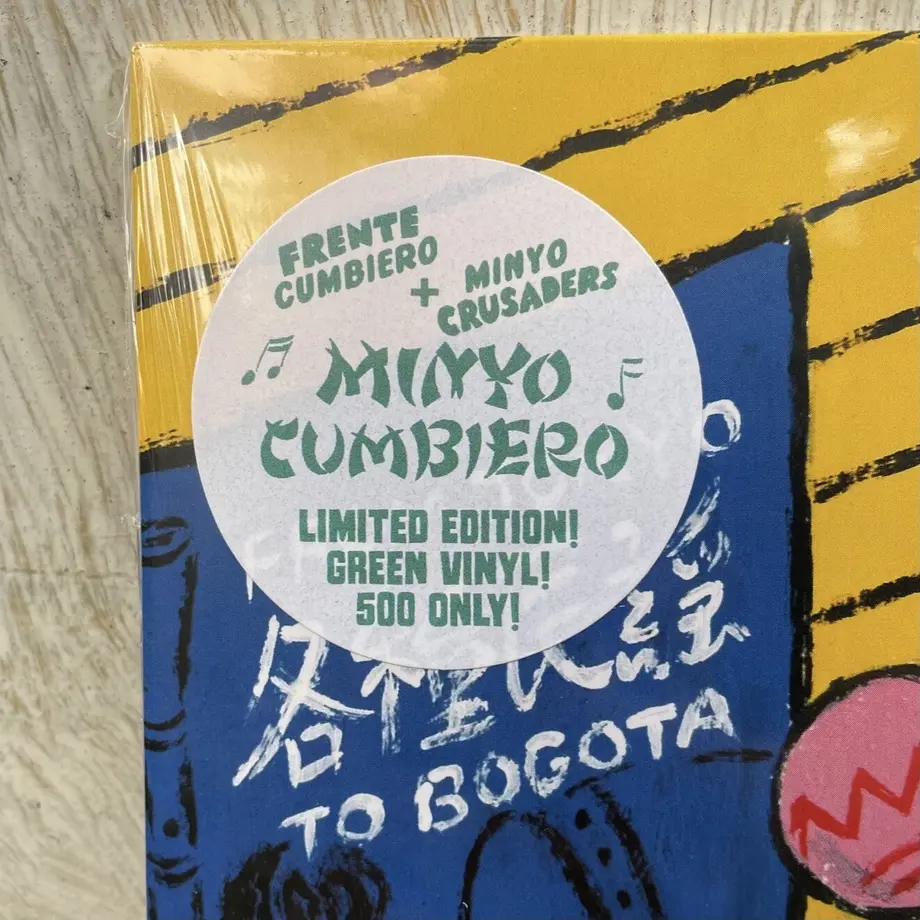 FRENTE
CUMBIERO
+
MINYO
CRUSADERS
MINYO
CUMBIERO
LIMITED EDITION!
GREEN VINYL!
500 ONLY!
TO BOGOTA